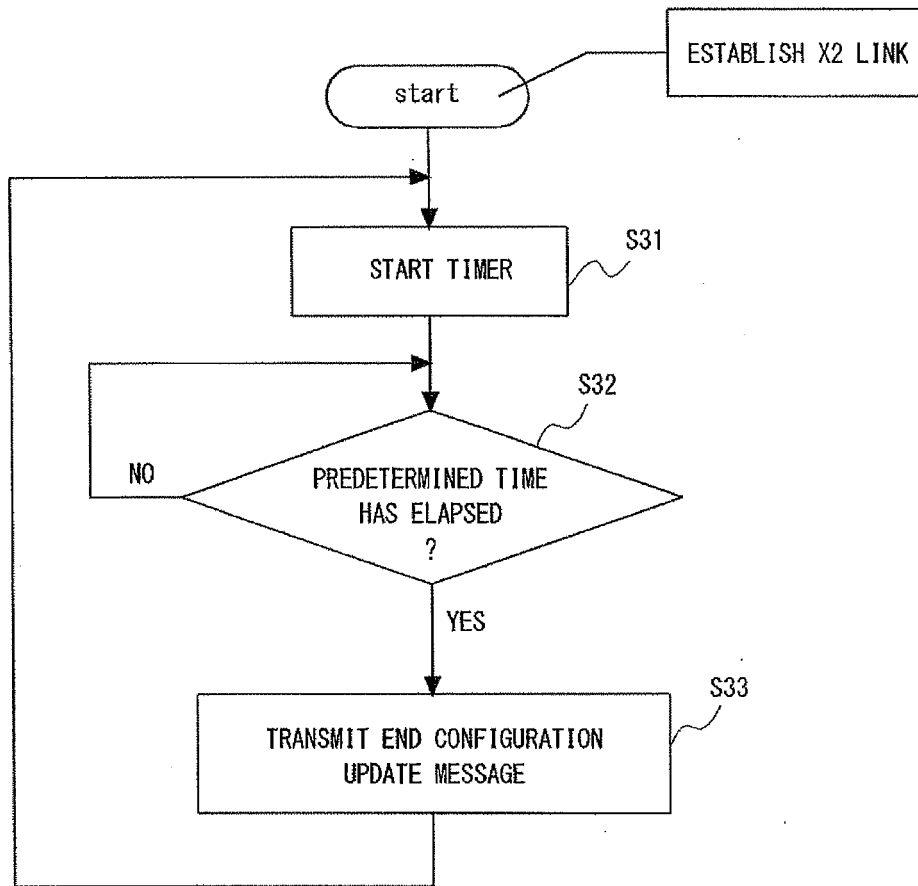 ESTABLISH X2 LINK
start
START TIMER
S31
S32
NO
PREDETERMINED TIME
HAS ELAPSED
?
YES
S33
TRANSMIT END CONFIGURATION
UPDATE MESSAGE